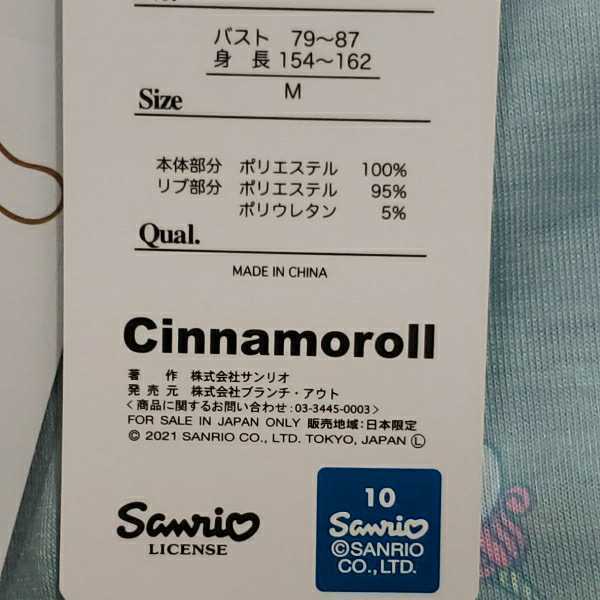 バスト 79〜87
身 長 154〜162
Size M
本体部分 ポリエステル 100%
リブ部分 ポリエステル 95%
ポリウレタン 5%
Qual.
MADE IN CHINA
Cinnamoroll
著 作 株式会社サンリオ
発 売 元 株式会社ブランチ・アウト
<商品に関するお問い合わせ:03-3445-0003>
FOR SALE IN JAPAN ONLY 販売地域:日本限定
© 2021 SANRIO CO., LTD. TOKYO, JAPAN Ⓛ
Sanrio
LICENSE
10
Sanrio
©SANRIO
CO.,LTD.